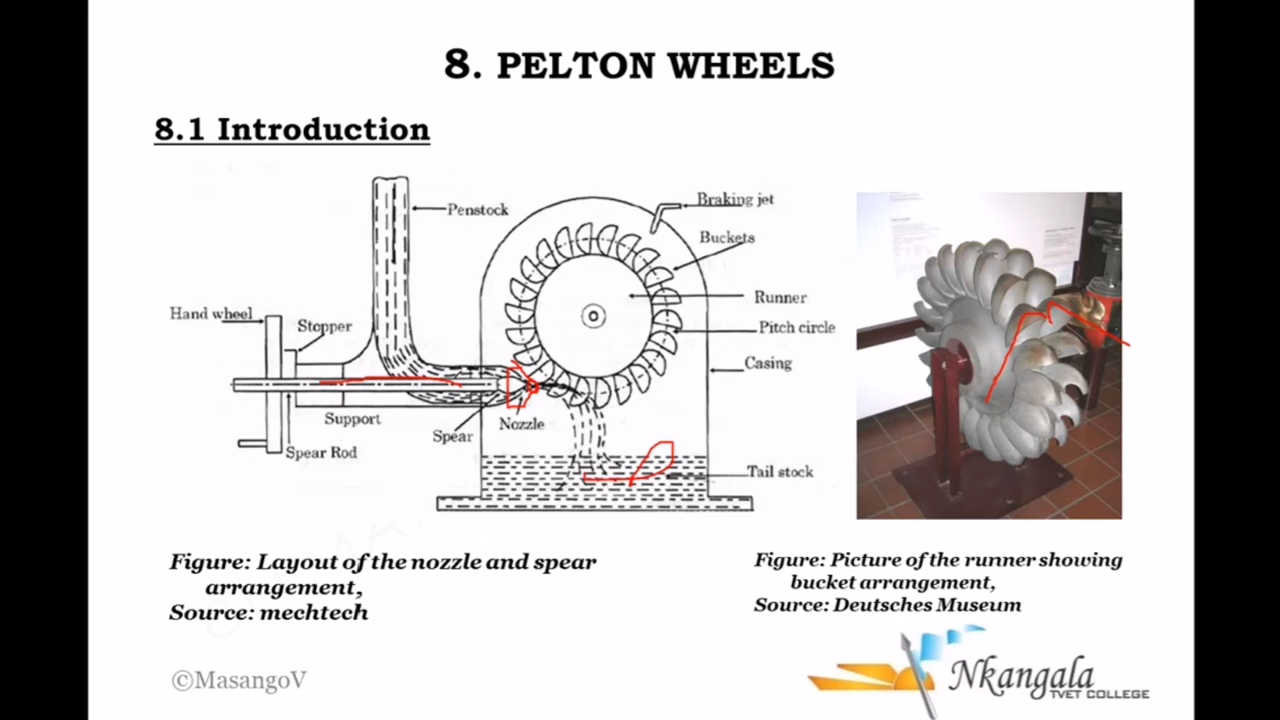 8. PELTON WHEELS
8.1 Introduction
Braking jet
Penstock
Buckets
Runner
Hand wheel
Stopper
Pitch circle
Casing
Support
Nozzle
Spear
Spear Rod
Tail stock
Figure: Layout of the nozzle and spear
arrangement,
Source: mechtech
Figure: Picture of the runner showing
bucket arrangement,
Source: Deutsches Museum
©MasangoV
Nkangala
TVET COLLEGE